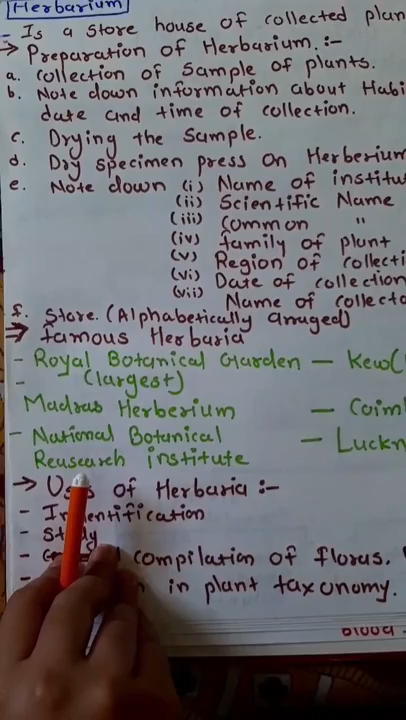 Herbarium
- Is a store house of collected plan
→ Preparation of Herbarium :-
a. Collection of Sample of plants.
b. Note down information about Habi
date and time of collection.
c. Drying the Sample.
d. Dry specimen press on Herberium
e. Note down (i) Name of institu
(ii) Scientific Name
(iii) Common "
(iv) family of plant
(v) Region of collecti
(vi) Date of collection
(vii) Name of collecto
f. Store. (Alphabetically arruged)
→ famous Herbaria
- Royal Botanical Garden — Kew(
- (largest)
Madras Herberium — Coim
- National Botanical — Luckn
Reusearch institute
→ Uses of Herbaria :-
- Indentification
- Study
- compilation of floras.
- in plant taxonomy.